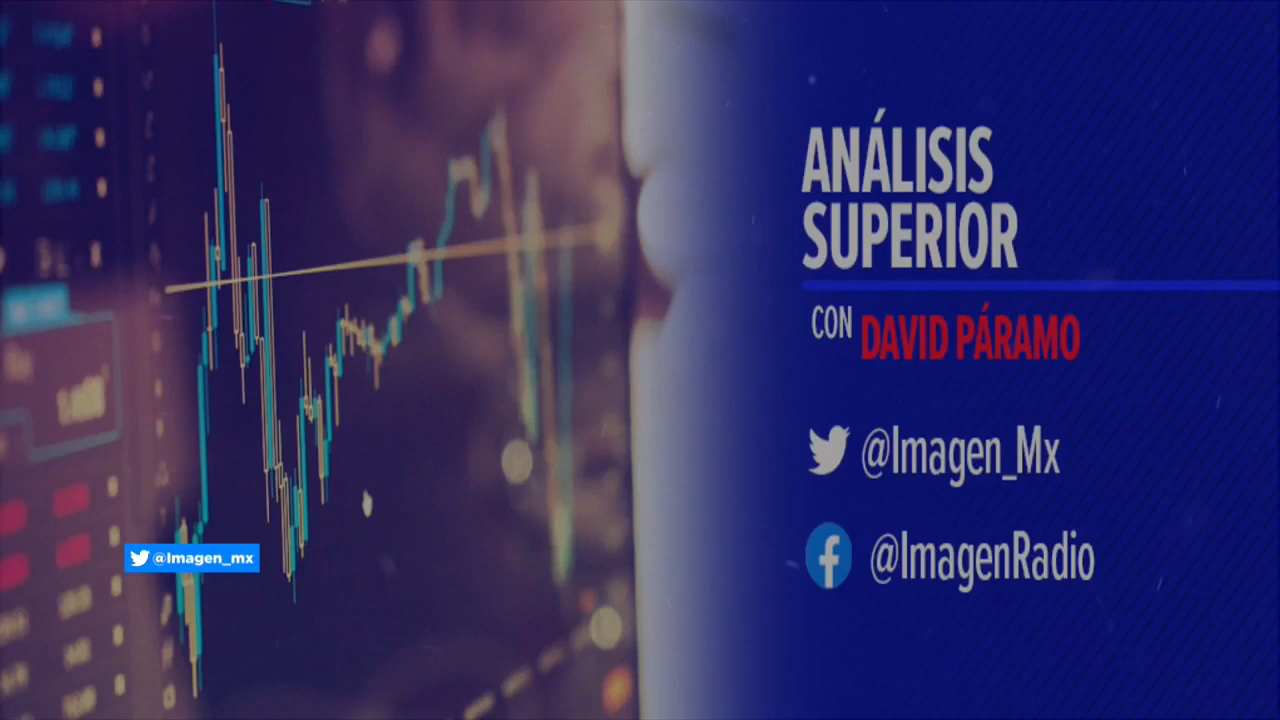 ANÁLISIS
SUPERIOR
CON DAVID PÁRAMO
@Imagen_Mx
@ImagenRadio
@Imagen_mx